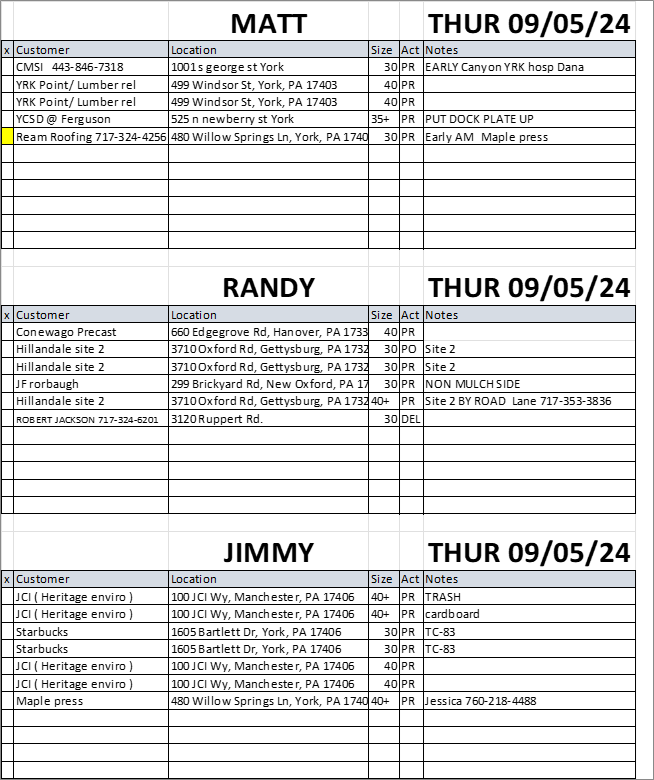 MATT THUR 09/05/24
x Customer Location Size Act Notes
CMSI 443-846-7318 1001 s george st York 30 PR EARLY Canyon YRK hosp Dana
YRK Point/ Lumber rel 499 Windsor St, York, PA 17403 40 PR
YRK Point/ Lumber rel 499 Windsor St, York, PA 17403 40 PR
YCSD @ Ferguson 525 n newberry st York 35+ PR PUT DOCK PLATE UP
Ream Roofing 717-324-4256 480 Willow Springs Ln, York, PA 1740 30 PR Early AM Maple press
RANDY THUR 09/05/24
x Customer Location Size Act Notes
Conewago Precast 660 Edgegrove Rd, Hanover, PA 1733 40 PR
Hillandale site 2 3710 Oxford Rd, Gettysburg, PA 1732 30 PO Site 2
Hillandale site 2 3710 Oxford Rd, Gettysburg, PA 1732 30 PR Site 2
JF rorbaugh 299 Brickyard Rd, New Oxford, PA 17 30 PR NON MULCH SIDE
Hillandale site 2 3710 Oxford Rd, Gettysburg, PA 1732 40+ PR Site 2 BY ROAD Lane 717-353-3836
ROBERT JACKSON 717-324-6201 3120 Ruppert Rd. 30 DEL
JIMMY THUR 09/05/24
x Customer Location Size Act Notes
JCI ( Heritage enviro ) 100 JCI Wy, Manchester, PA 17406 40+ PR TRASH
JCI ( Heritage enviro ) 100 JCI Wy, Manchester, PA 17406 40+ PR cardboard
Starbucks 1605 Bartlett Dr, York, PA 17406 30 PR TC-83
Starbucks 1605 Bartlett Dr, York, PA 17406 30 PR TC-83
JCI ( Heritage enviro ) 100 JCI Wy, Manchester, PA 17406 40 PR
JCI ( Heritage enviro ) 100 JCI Wy, Manchester, PA 17406 40 PR
Maple press 480 Willow Springs Ln, York, PA 1740 40+ PR Jessica 760-218-4488